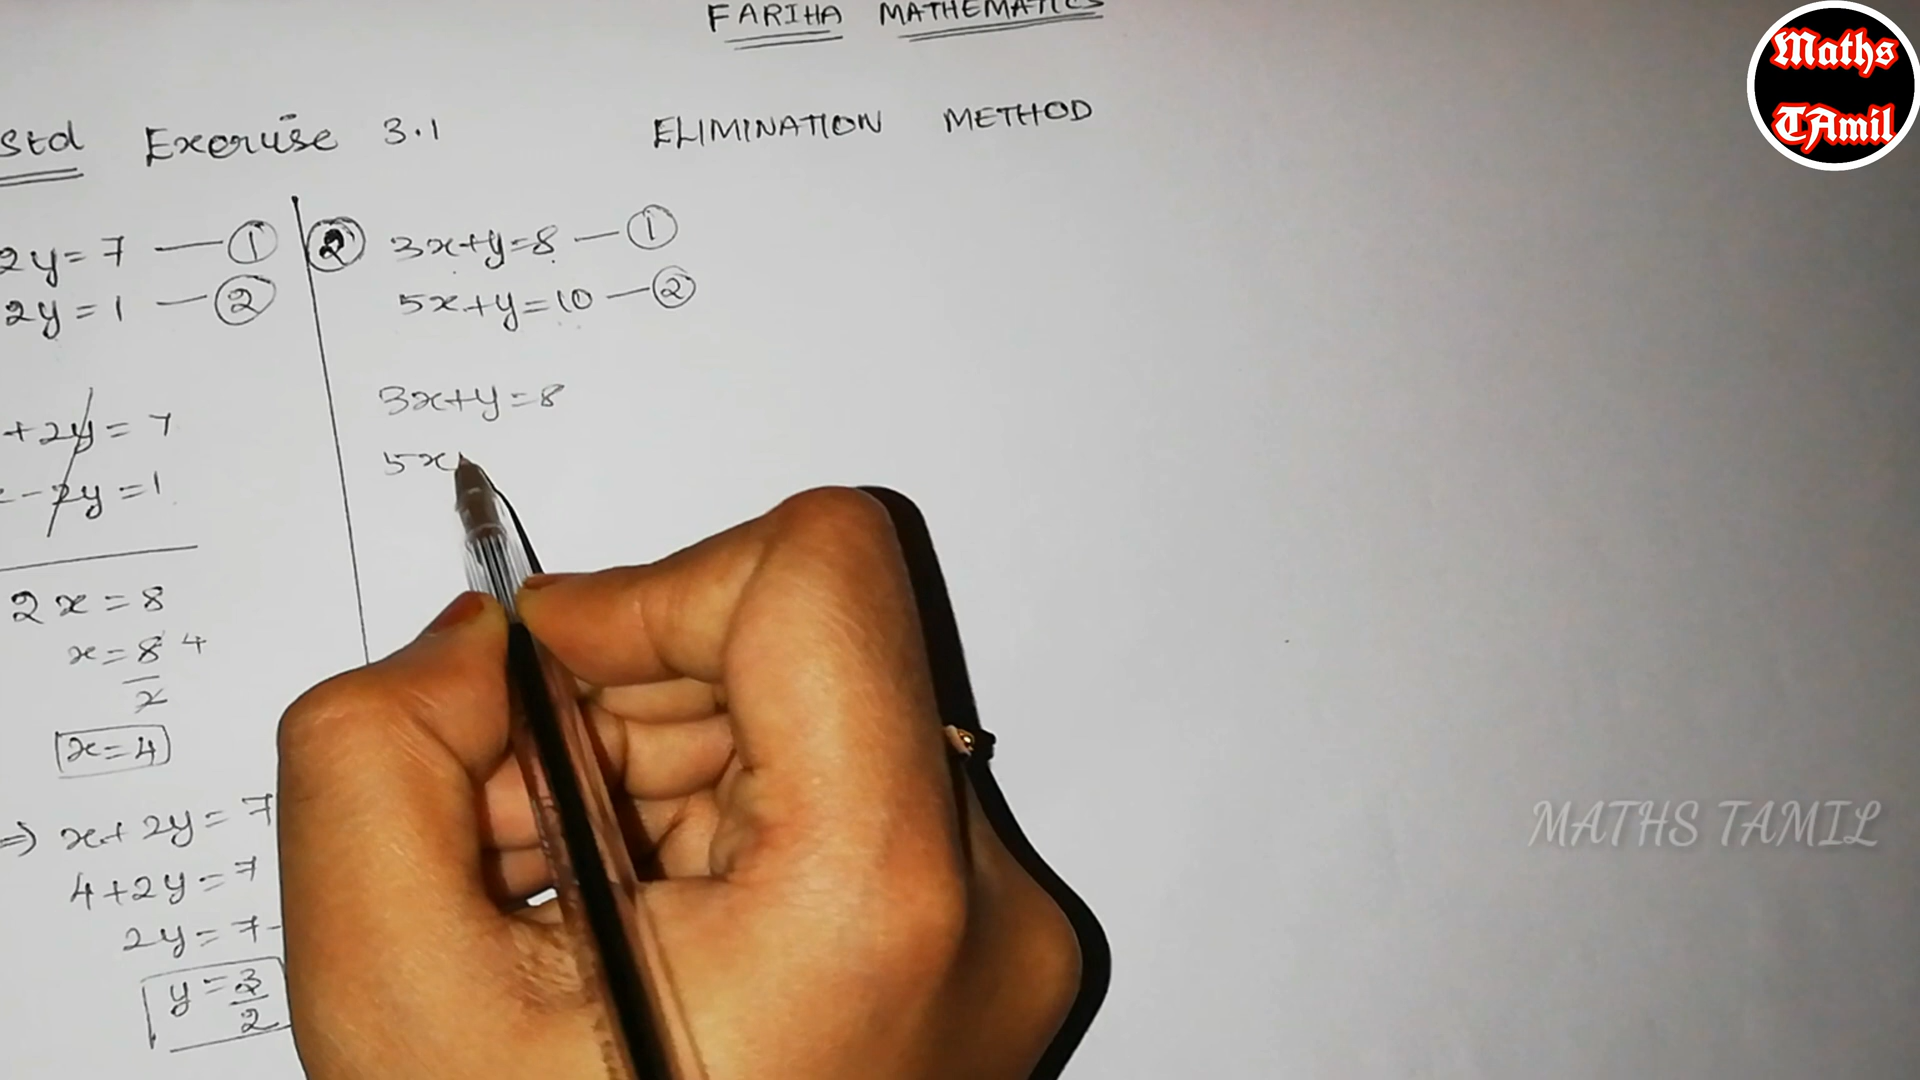 FARIHA MATHEMATICS
Maths
TAmil
Std Exercise 3.1 ELIMINATION METHOD
2y = 7 — ①
2y = 1 — ②
+ 2y = 7
- 2y = 1
2x = 8
x = 8 4
2
x = 4
⇒ x + 2y = 7
4 + 2y = 7
2y = 7 -
y = 3
2
② 3x+y=8 — ①
5x+y=10 — ②
3x+y=8
5x
MATHS TAMIL